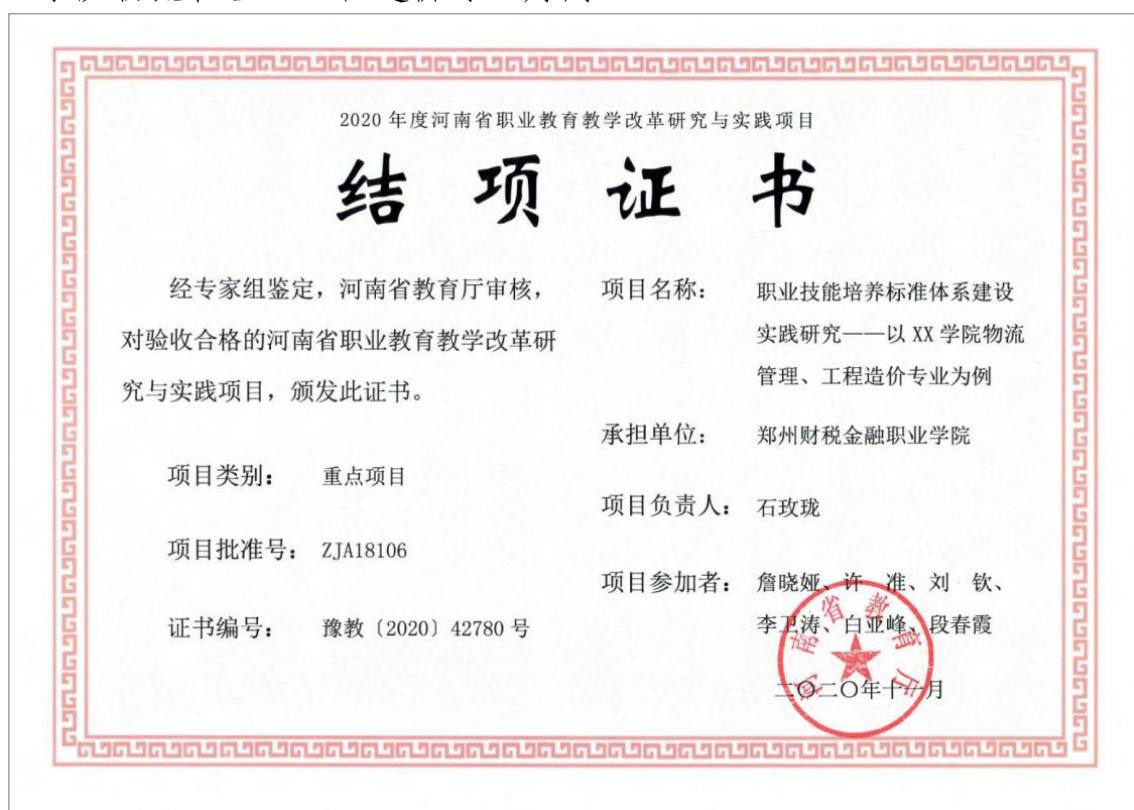 2020 年度河南省职业教育教学改革研究与实践项目
结 项 证 书
经专家组鉴定，河南省教育厅审核，
对验收合格的河南省职业教育教学改革研
究与实践项目，颁发此证书。
项目类别： 重点项目
项目批准号： ZJA18106
证书编号： 豫教〔2020〕42780 号
项目名称： 职业技能培养标准体系建设
实践研究——以 XX 学院物流
管理、工程造价专业为例
承担单位： 郑州财税金融职业学院
项目负责人： 石玫珑
项目参加者： 詹晓娅、许 准、刘 钦、
李卫涛、白亚峰、段春霞
河南省教育厅
二〇二〇年十一月